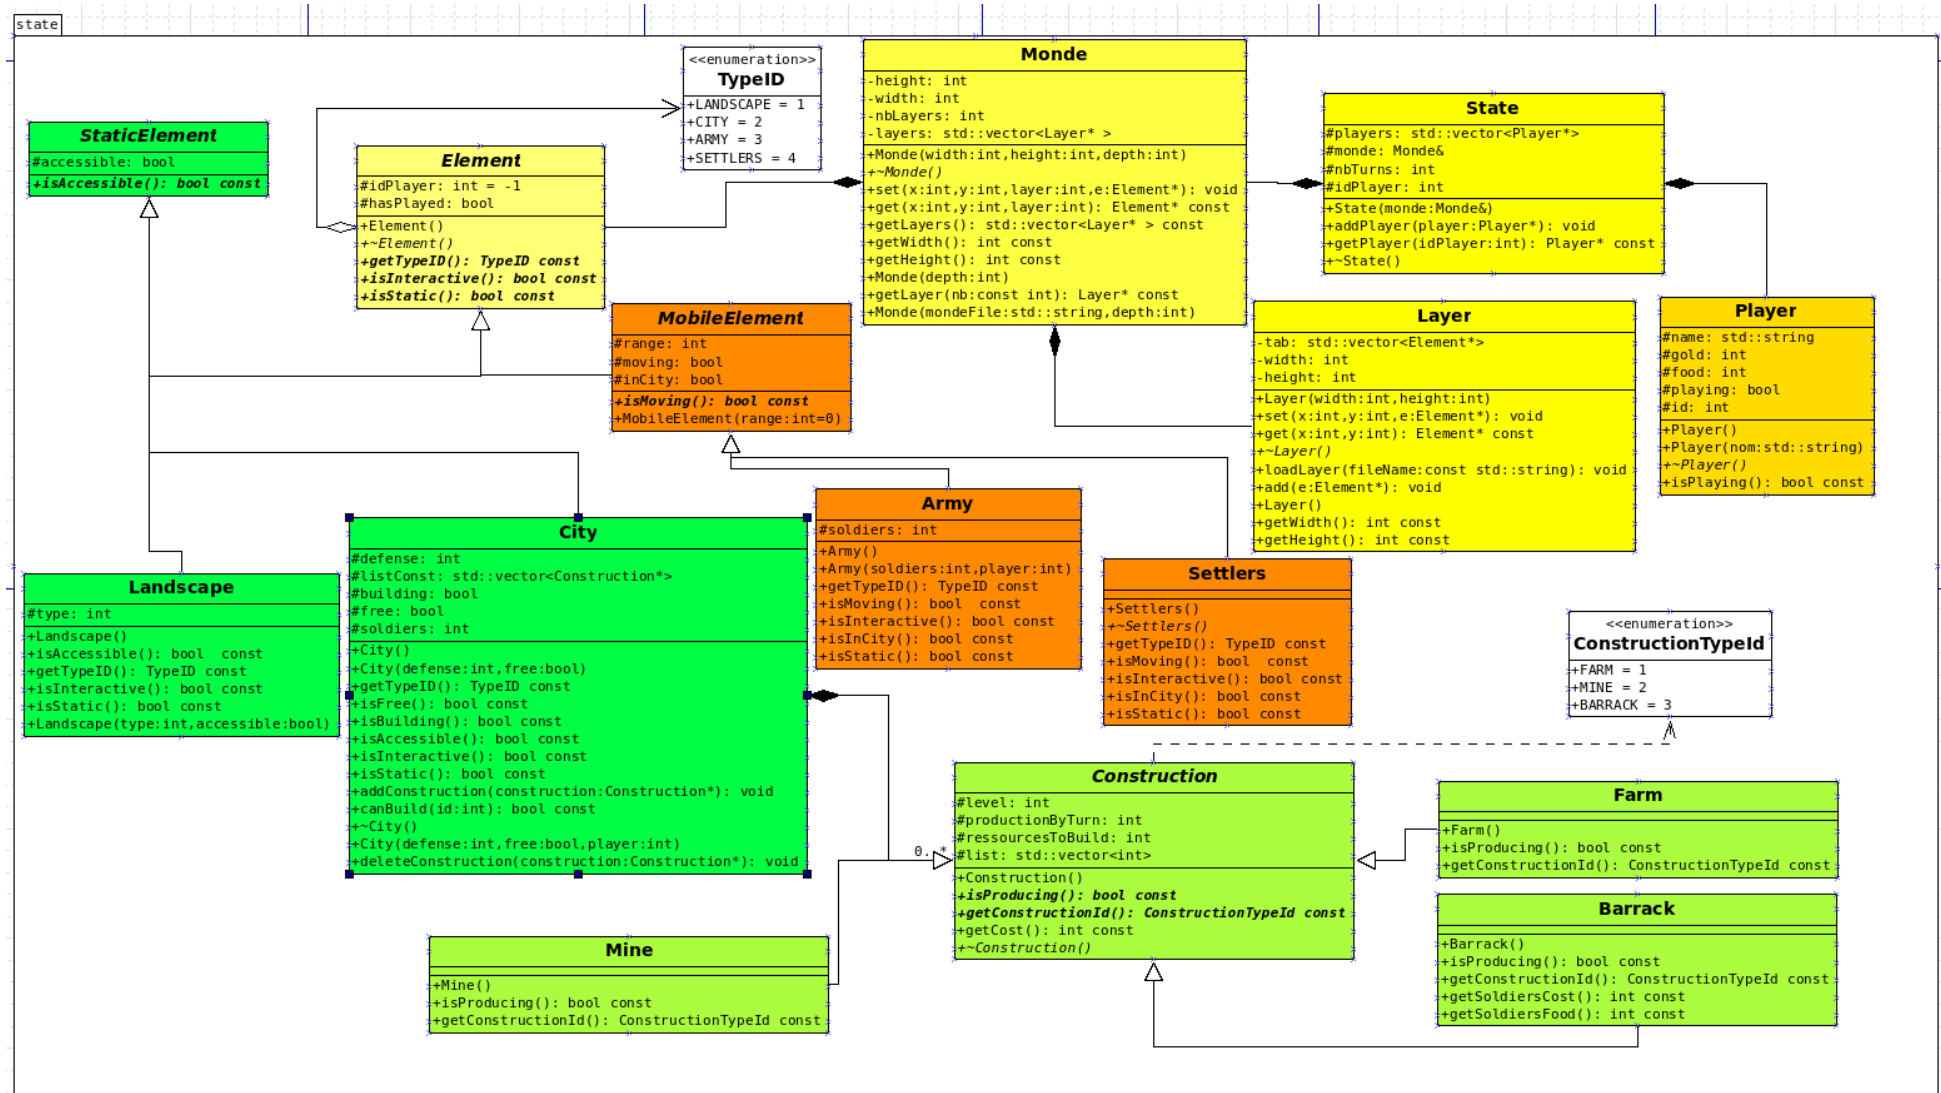 state
StaticElement
#accessible: bool
+isAccessible(): bool const
Element
#idPlayer: int = -1
#hasPlayed: bool
+Element()
+~Element()
+getTypeID(): TypeID const
+isInteractive(): bool const
+isStatic(): bool const
<<enumeration>>
TypeID
+LANDSCAPE = 1
+CITY = 2
+ARMY = 3
+SETTLERS = 4
Monde
-height: int
-width: int
-nbLayers: int
-layers: std::vector<Layer* >
+Monde(width:int,height:int,depth:int)
+~Monde()
+set(x:int,y:int,layer:int,e:Element*): void
+get(x:int,y:int,layer:int): Element* const
+getLayers(): std::vector<Layer* > const
+getWidth(): int const
+getHeight(): int const
+Monde(depth:int)
+getLayer(nb:const int): Layer* const
+Monde(mondeFile:std::string,depth:int)
State
#players: std::vector<Player*>
#monde: Monde&
#nbTurns: int
#idPlayer: int
+State(monde:Monde&)
+addPlayer(player:Player*): void
+getPlayer(idPlayer:int): Player* const
+~State()
MobileElement
#range: int
#moving: bool
#inCity: bool
+isMoving(): bool const
+MobileElement(range:int=0)
Layer
-tab: std::vector<Element*>
-width: int
-height: int
+Layer(width:int,height:int)
+set(x:int,y:int,e:Element*): void
+get(x:int,y:int): Element* const
+~Layer()
+loadLayer(fileName:const std::string): void
+add(e:Element*): void
+Layer()
+getWidth(): int const
+getHeight(): int const
Player
#name: std::string
#gold: int
#food: int
#playing: bool
#id: int
+Player()
+Player(nom:std::string)
+~Player()
+isPlaying(): bool const
Landscape
#type: int
+Landscape()
+isAccessible(): bool  const
+getTypeID(): TypeID const
+isInteractive(): bool const
+isStatic(): bool const
+Landscape(type:int,accessible:bool)
City
#defense: int
#listConst: std::vector<Construction*>
#building: bool
#free: bool
#soldiers: int
+City()
+City(defense:int,free:bool)
+getTypeID(): TypeID const
+isFree(): bool const
+isBuilding(): bool const
+isAccessible(): bool const
+isInteractive(): bool const
+isStatic(): bool const
+addConstruction(construction:Construction*): void
+canBuild(id:int): bool const
+~City()
+City(defense:int,free:bool,player:int)
+deleteConstruction(construction:Construction*): void
Army
#soldiers: int
+Army()
+Army(soldiers:int,player:int)
+getTypeID(): TypeID const
+isMoving(): bool  const
+isInteractive(): bool const
+isInCity(): bool const
+isStatic(): bool const
Settlers
+Settlers()
+~Settlers()
+getTypeID(): TypeID const
+isMoving(): bool  const
+isInteractive(): bool const
+isInCity(): bool const
+isStatic(): bool const
<<enumeration>>
ConstructionTypeId
+FARM = 1
+MINE = 2
+BARRACK = 3
0..*
Construction
#level: int
#productionByTurn: int
#ressourcesToBuild: int
#list: std::vector<int>
+Construction()
+isProducing(): bool const
+getConstructionId(): ConstructionTypeId const
+getCost(): int const
+~Construction()
Farm
+Farm()
+isProducing(): bool const
+getConstructionId(): ConstructionTypeId const
Barrack
+Barrack()
+isProducing(): bool const
+getConstructionId(): ConstructionTypeId const
+getSoldiersCost(): int const
+getSoldiersFood(): int const
Mine
+Mine()
+isProducing(): bool const
+getConstructionId(): ConstructionTypeId const